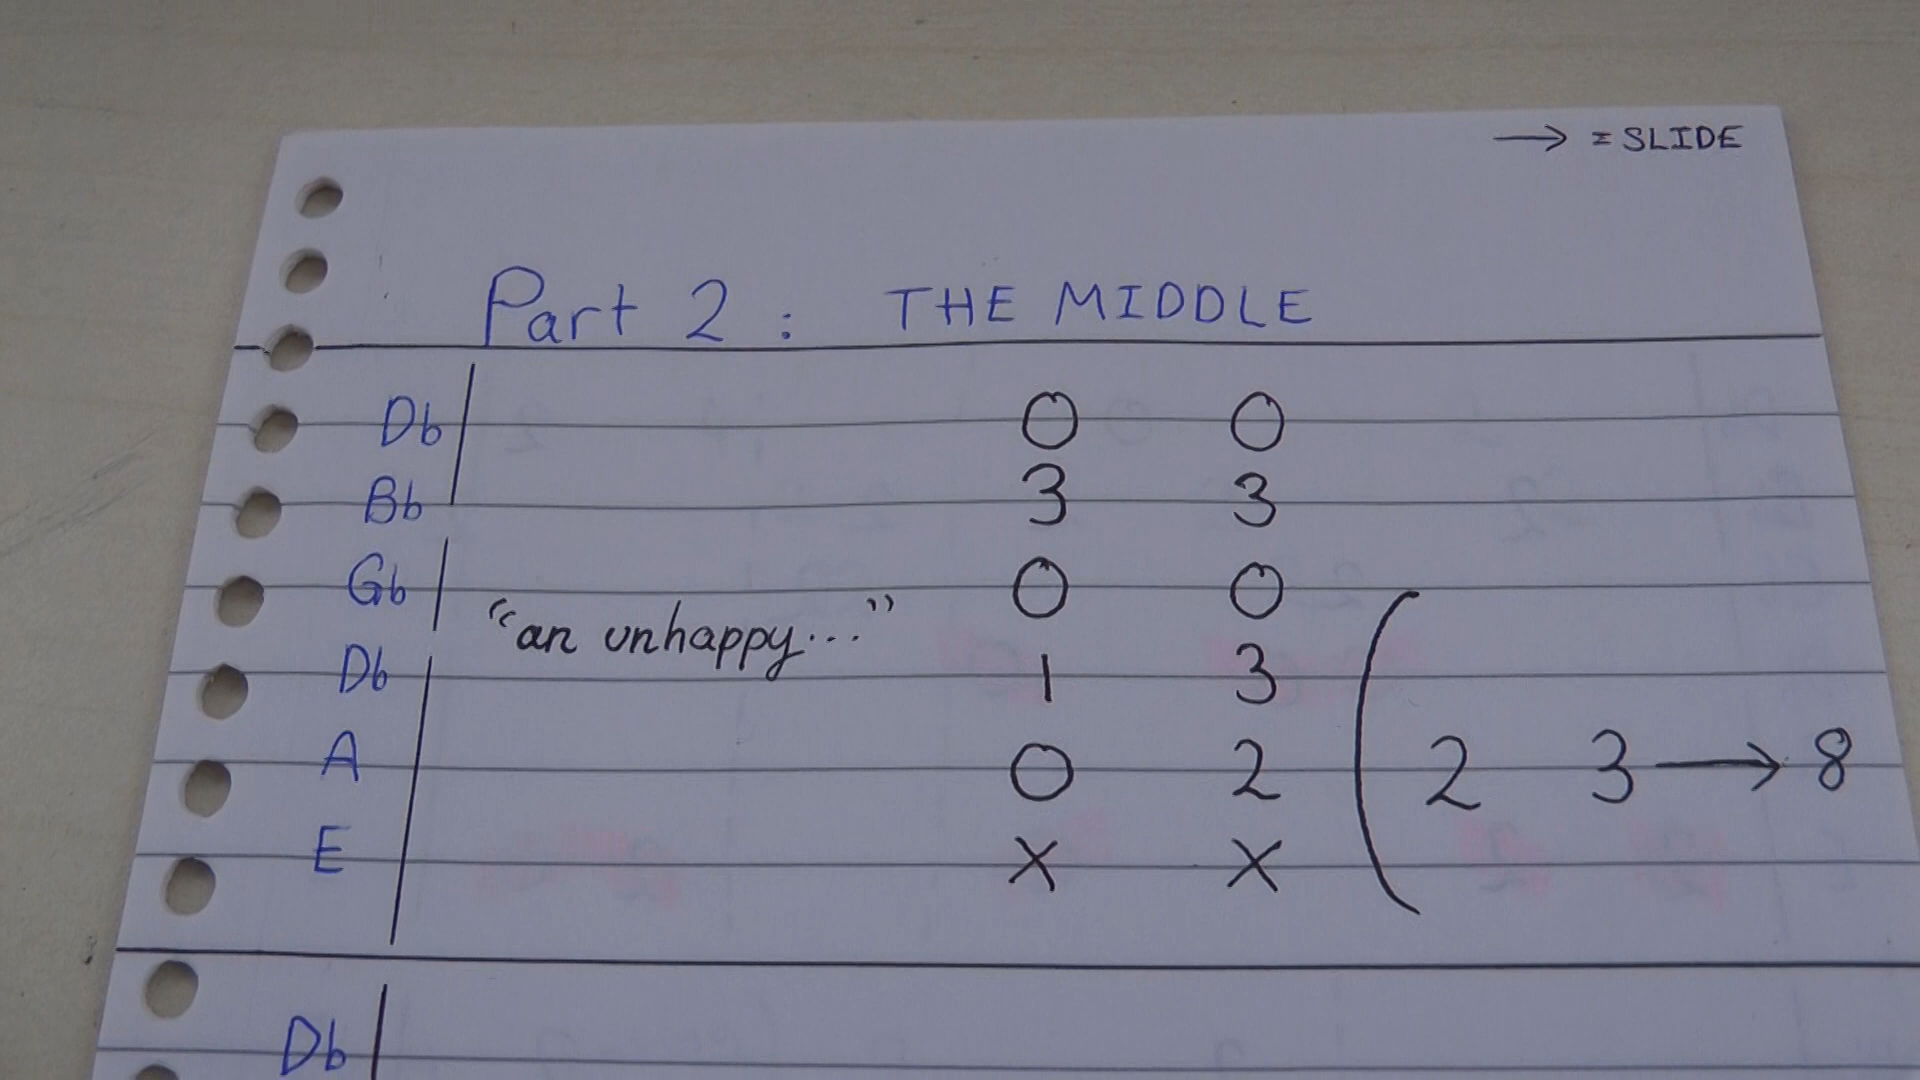 → = SLIDE
Part 2 : THE MIDDLE
Db 0 0
Bb 3 3
Gb 0 0
"an unhappy..."
Db 1 3
A 0 2 ( 2 3 → 8
E X X
Db